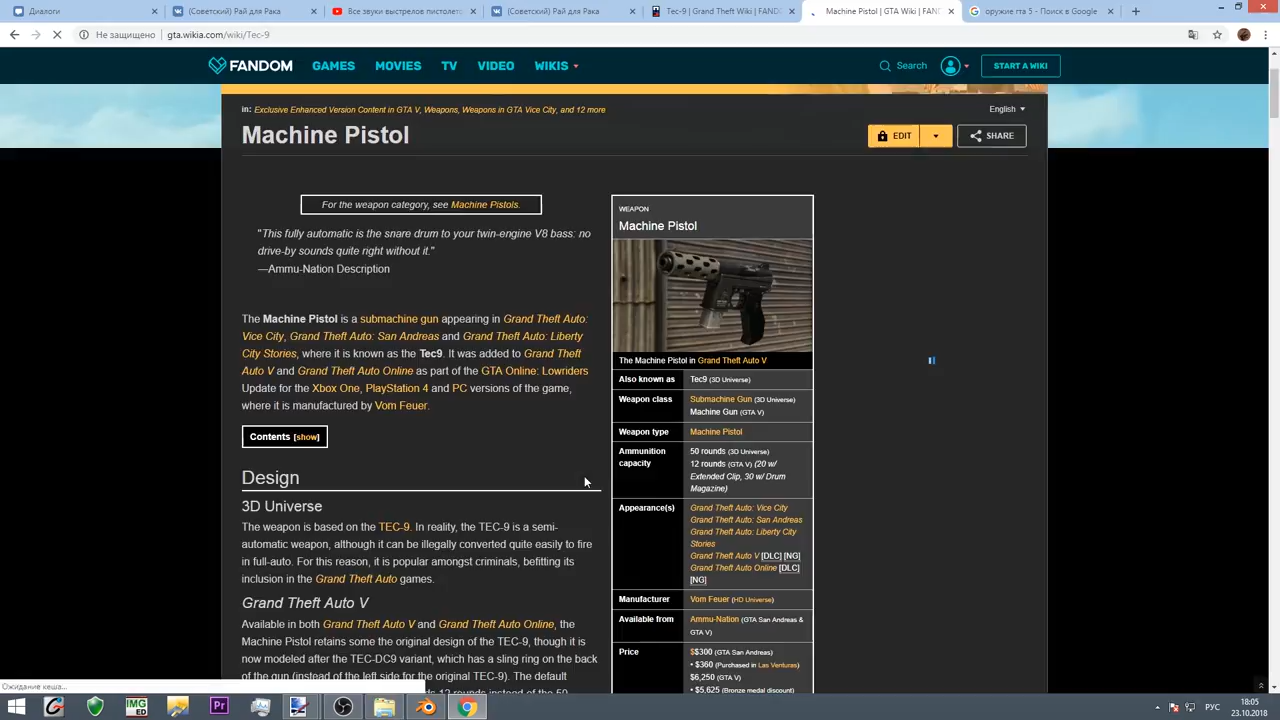 Диалоги
(Советский) Рай для Рака
Все звуки выстрелов пистолето
(Советский) Рай для Рака
Tec-9 | Grand Theft Wiki | FAND
Machine Pistol | GTA Wiki | FAN
оружие гта 5 - Поиск в Google
Не защищено | gta.wikia.com/wiki/Tec-9
FANDOM GAMES MOVIES TV VIDEO WIKIS Search START A WIKI
in: Exclusive Enhanced Version Content in GTA V, Weapons, Weapons in GTA Vice City, and 12 more
English
Machine Pistol
EDIT
SHARE
For the weapon category, see Machine Pistols.
"This fully automatic is the snare drum to your twin-engine V8 bass: no
drive-by sounds quite right without it."
—Ammu-Nation Description
The Machine Pistol is a submachine gun appearing in Grand Theft Auto:
Vice City, Grand Theft Auto: San Andreas and Grand Theft Auto: Liberty
City Stories, where it is known as the Tec9. It was added to Grand Theft
Auto V and Grand Theft Auto Online as part of the GTA Online: Lowriders
Update for the Xbox One, PlayStation 4 and PC versions of the game,
where it is manufactured by Vom Feuer.
Contents [show]
Design
3D Universe
The weapon is based on the TEC-9. In reality, the TEC-9 is a semi-
automatic weapon, although it can be illegally converted quite easily to fire
in full-auto. For this reason, it is popular amongst criminals, befitting its
inclusion in the Grand Theft Auto games.
Grand Theft Auto V
Available in both Grand Theft Auto V and Grand Theft Auto Online, the
Machine Pistol retains some the original design of the TEC-9, though it is
now modeled after the TEC-DC9 variant, which has a sling ring on the back
of the gun (instead of the left side for the original TEC-9). The default
12 rounds instead of the 50
WEAPON
Machine Pistol
The Machine Pistol in Grand Theft Auto V
Also known as Tec9 (3D Universe)
Weapon class Submachine Gun (3D Universe)
Machine Gun (GTA V)
Weapon type Machine Pistol
Ammunition capacity 50 rounds (3D Universe)
12 rounds (GTA V) (20 w/
Extended Clip, 30 w/ Drum
Magazine)
Appearance(s) Grand Theft Auto: Vice City
Grand Theft Auto: San Andreas
Grand Theft Auto: Liberty City
Stories
Grand Theft Auto V [DLC] [NG]
Grand Theft Auto Online [DLC]
[NG]
Manufacturer Vom Feuer (HD Universe)
Available from Ammu-Nation (GTA San Andreas &
GTA V)
Price $$300 (GTA San Andreas)
• $360 (Purchased in Las Venturas)
$6,250 (GTA V)
• $5,625 (Bronze medal discount)
Ожидание кеша...
IMG
ED
Pr
РУС
18:05
23.10.2018